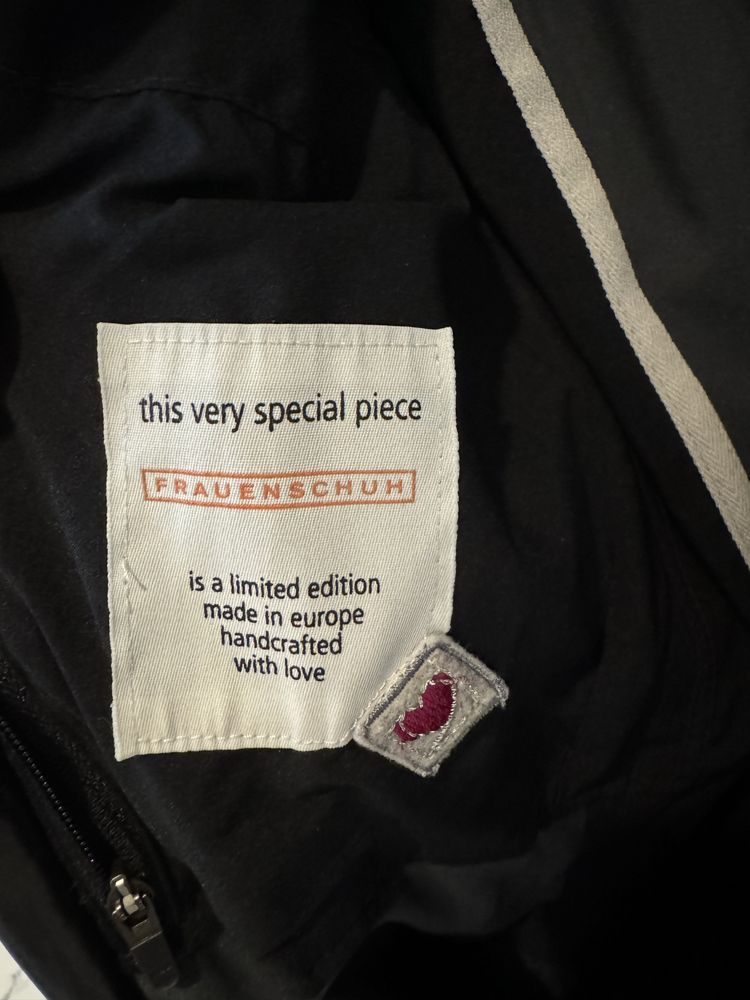 this very special piece
FRAUENSCHUH
is a limited edition
made in europe
handcrafted
with love